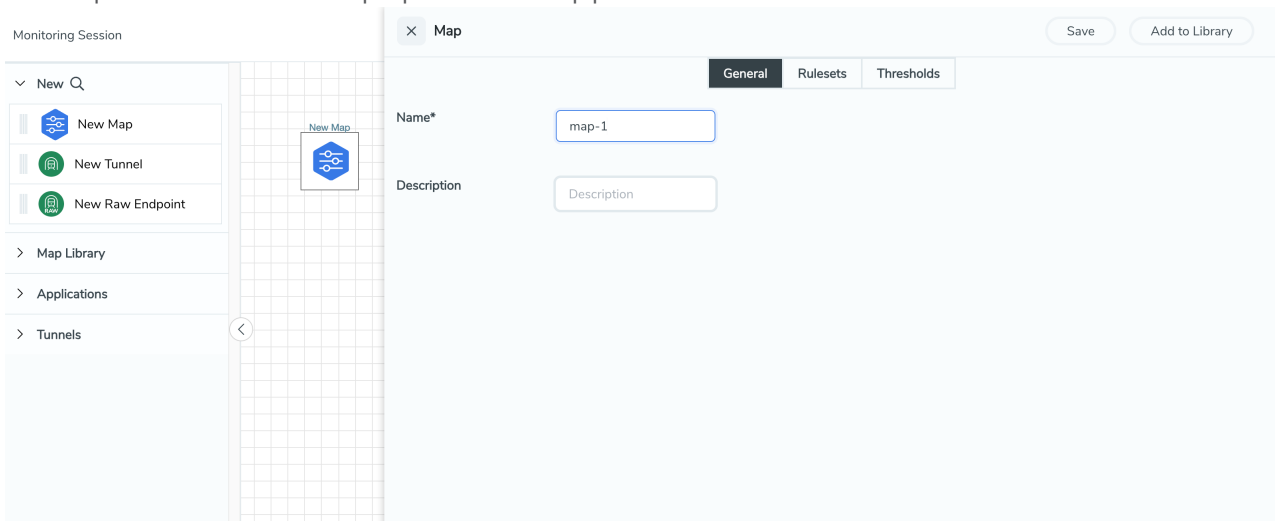 Monitoring Session
New
New Map
New Tunnel
RAW
New Raw Endpoint
Map Library
Applications
Tunnels
New Map
Map
Save
Add to Library
General
Rulesets
Thresholds
Name*
map-1
Description
Description